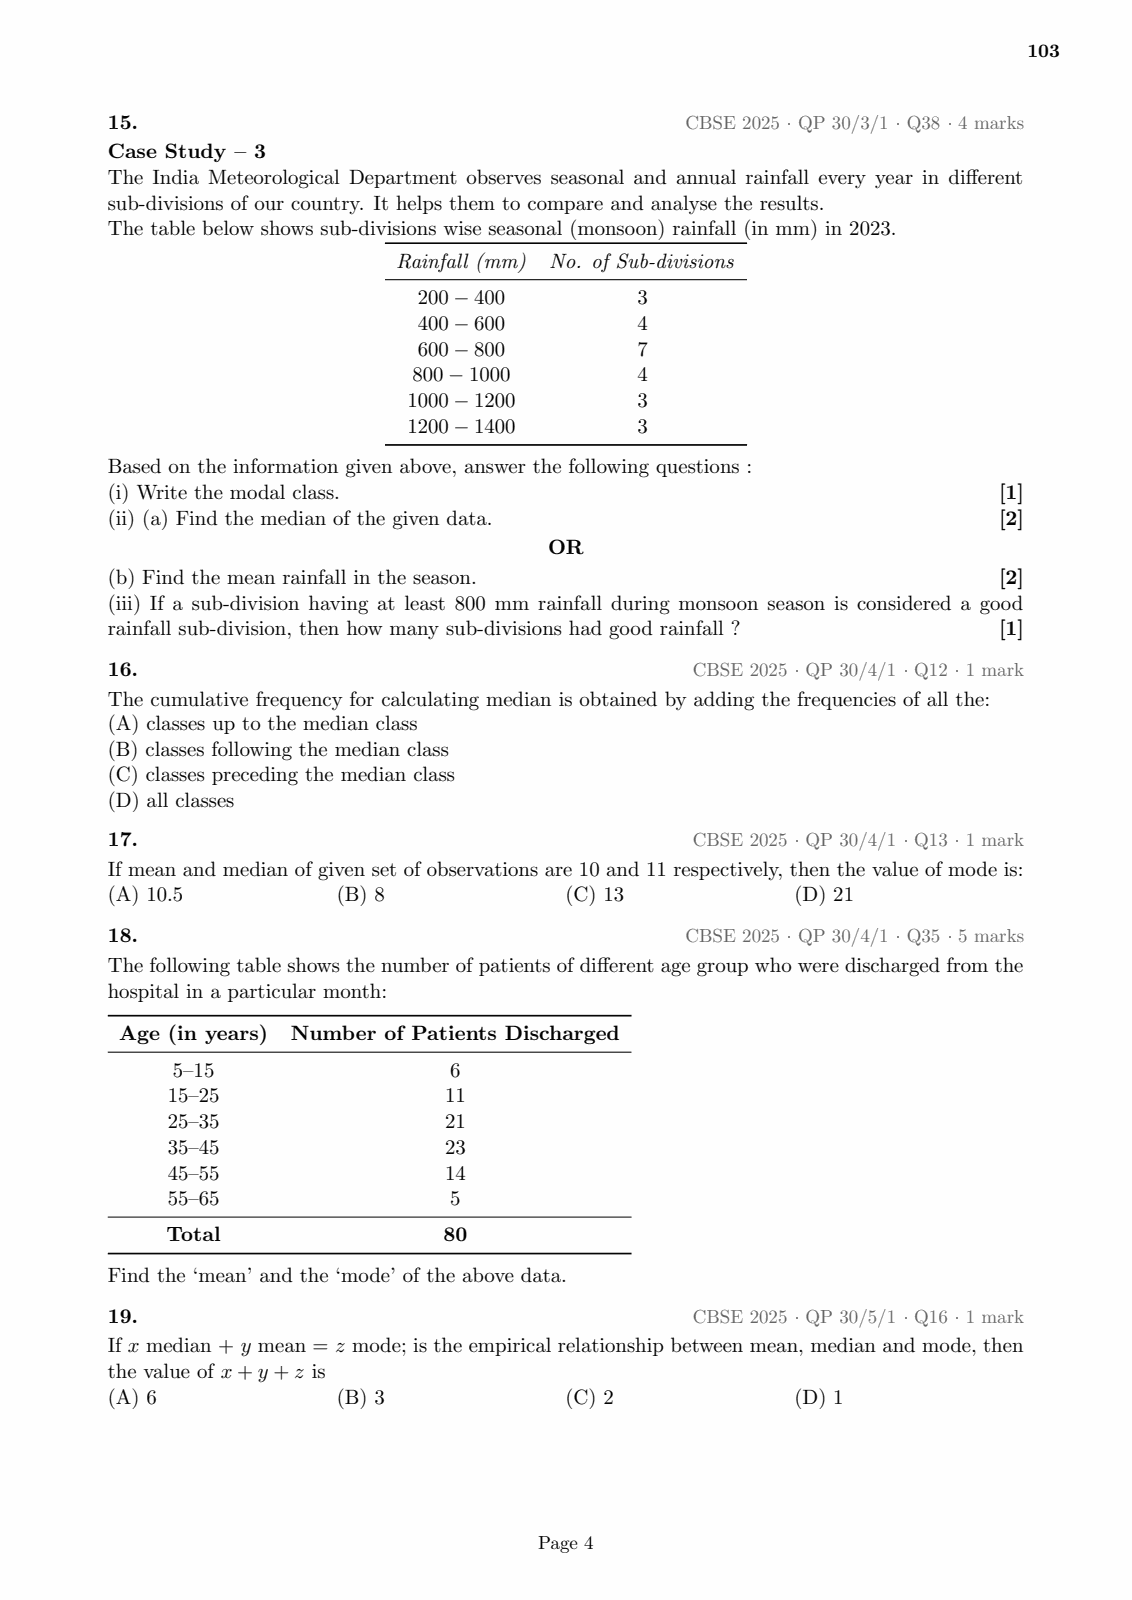 103
15. CBSE 2025 · QP 30/3/1 · Q38 · 4 marks
Case Study – 3
The India Meteorological Department observes seasonal and annual rainfall every year in different
sub-divisions of our country. It helps them to compare and analyse the results.
The table below shows sub-divisions wise seasonal (monsoon) rainfall (in mm) in 2023.
Rainfall (mm) No. of Sub-divisions
200 – 400 3
400 – 600 4
600 – 800 7
800 – 1000 4
1000 – 1200 3
1200 – 1400 3
Based on the information given above, answer the following questions :
(i) Write the modal class. [1]
(ii) (a) Find the median of the given data. [2]
OR
(b) Find the mean rainfall in the season. [2]
(iii) If a sub-division having at least 800 mm rainfall during monsoon season is considered a good
rainfall sub-division, then how many sub-divisions had good rainfall ? [1]
16. CBSE 2025 · QP 30/4/1 · Q12 · 1 mark
The cumulative frequency for calculating median is obtained by adding the frequencies of all the:
(A) classes up to the median class
(B) classes following the median class
(C) classes preceding the median class
(D) all classes
17. CBSE 2025 · QP 30/4/1 · Q13 · 1 mark
If mean and median of given set of observations are 10 and 11 respectively, then the value of mode is:
(A) 10.5 (B) 8 (C) 13 (D) 21
18. CBSE 2025 · QP 30/4/1 · Q35 · 5 marks
The following table shows the number of patients of different age group who were discharged from the
hospital in a particular month:
Age (in years) Number of Patients Discharged
5–15 6
15–25 11
25–35 21
35–45 23
45–55 14
55–65 5
Total 80
Find the ‘mean’ and the ‘mode’ of the above data.
19. CBSE 2025 · QP 30/5/1 · Q16 · 1 mark
If x median + y mean = z mode; is the empirical relationship between mean, median and mode, then
the value of x + y + z is
(A) 6 (B) 3 (C) 2 (D) 1
Page 4